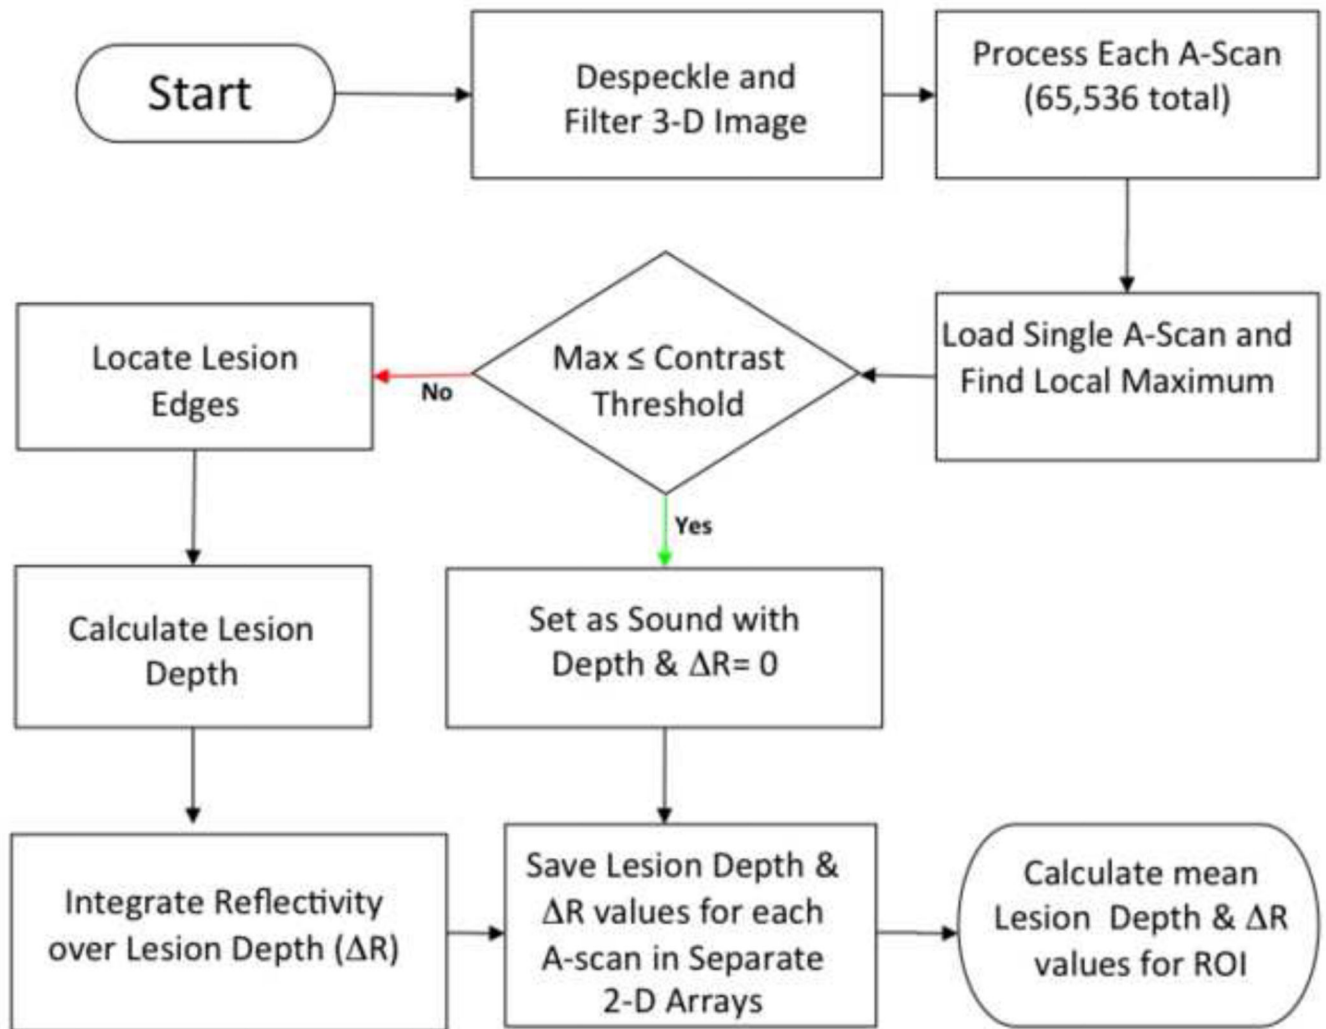 Start
Despeckle and
Filter 3-D Image
Process Each A-Scan
(65,536 total)
Load Single A-Scan and
Find Local Maximum
Max ≤ Contrast
Threshold
No
Yes
Locate Lesion
Edges
Calculate Lesion
Depth
Set as Sound with
Depth & ΔR= 0
Integrate Reflectivity
over Lesion Depth (ΔR)
Save Lesion Depth &
ΔR values for each
A-scan in Separate
2-D Arrays
Calculate mean
Lesion Depth & ΔR
values for ROI